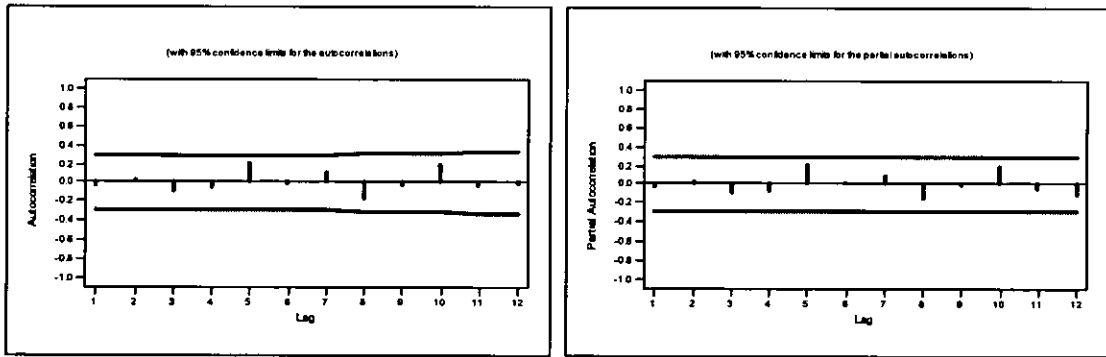 (with 95% confidence limits for the autocorrelations)
1.0
0.8
0.6
0.4
0.2
0.0
-0.2
-0.4
-0.6
-0.8
-1.0
Autocorrelation
1 2 3 4 5 6 7 8 9 10 11 12
Lag
(with 95% confidence limits for the partial autocorrelations)
1.0
0.8
0.6
0.4
0.2
0.0
-0.2
-0.4
-0.6
-0.8
-1.0
Partial Autocorrelation
1 2 3 4 5 6 7 8 9 10 11 12
Lag